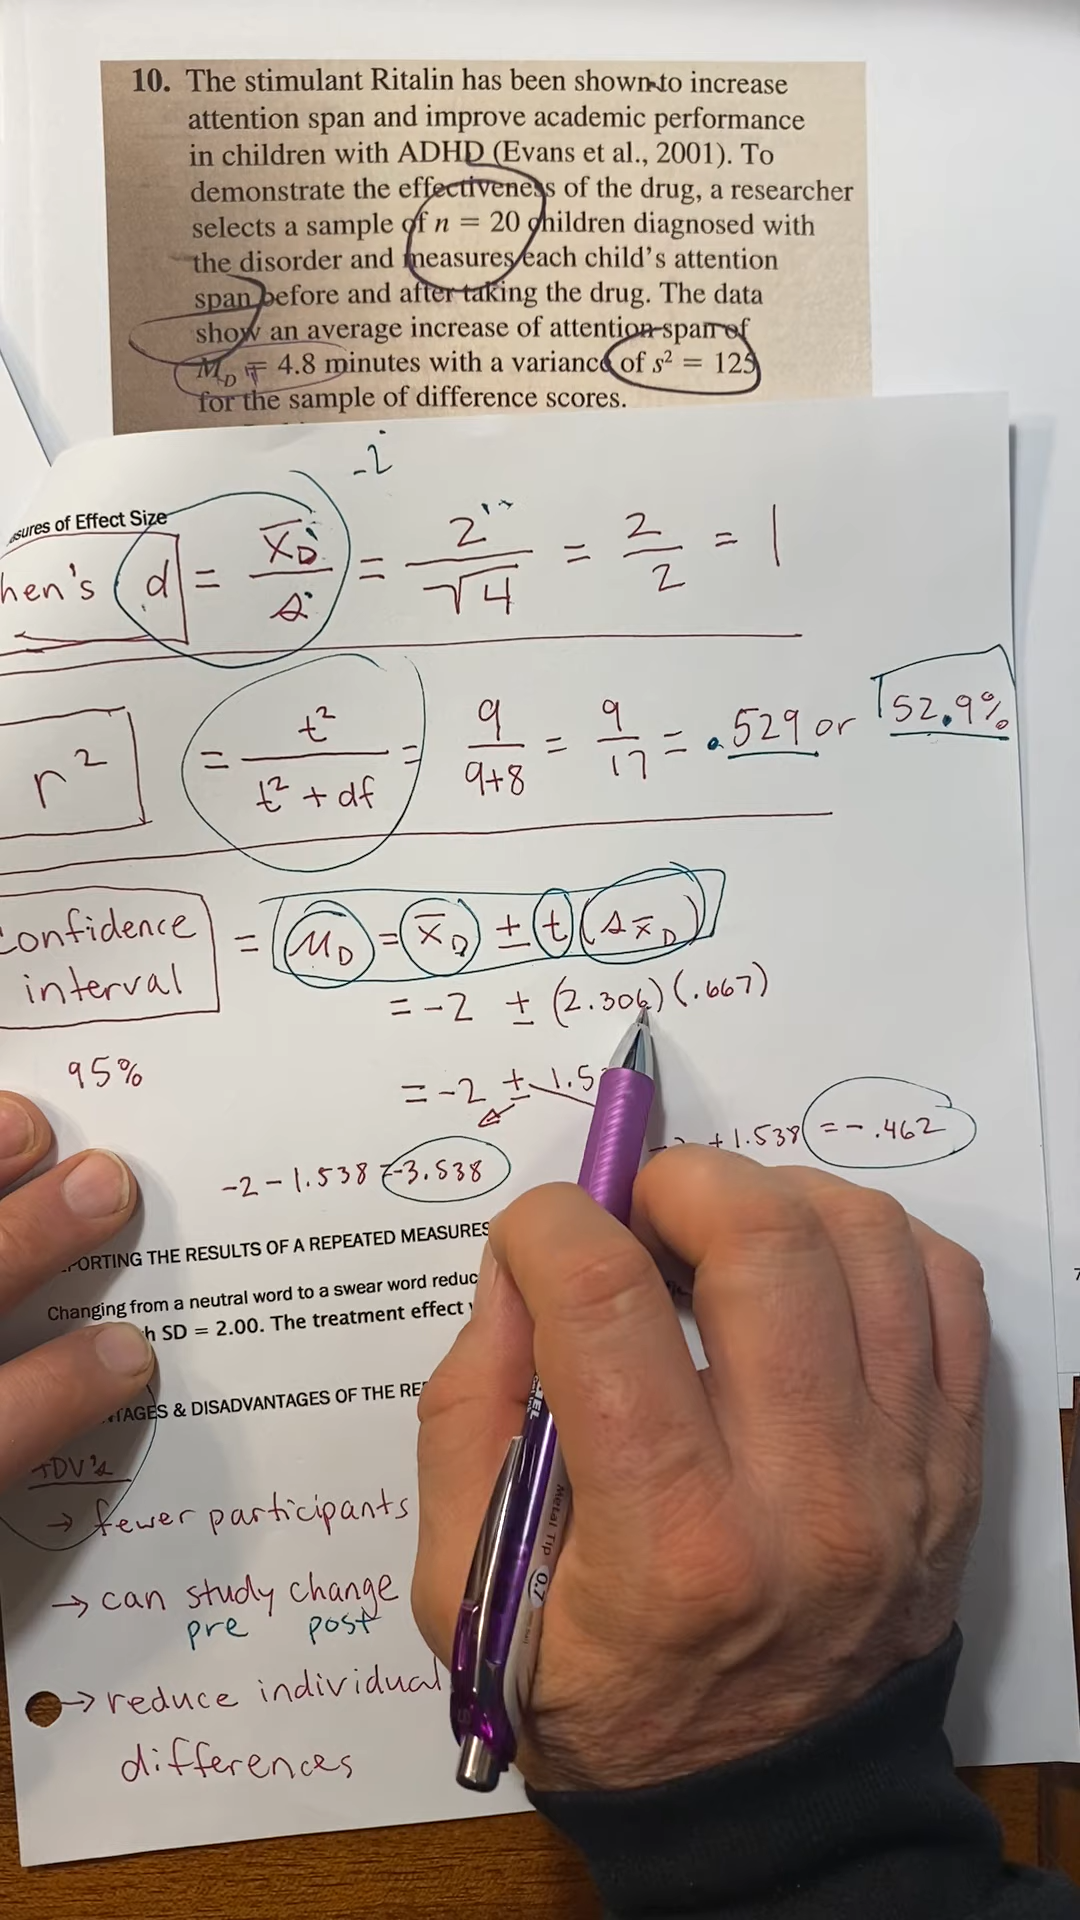 10. The stimulant Ritalin has been shown to increase
attention span and improve academic performance
in children with ADHD (Evans et al., 2001). To
demonstrate the effectiveness of the drug, a researcher
selects a sample of n = 20 children diagnosed with
the disorder and measures each child's attention
span before and after taking the drug. The data
show an average increase of attention span of
M_D = 4.8 minutes with a variance of s² = 125
for the sample of difference scores.
-2
sures of Effect Size
hen's d = X̄_D / s = 2 / √4 = 2 / 2 = 1
r² = t² / t² + df = 9 / 9+8 = 9 / 17 = .529 or 52.9%
Confidence interval = μ_D = X̄_D ± t (s_X̄_D)
= -2 ± (2.306)(.667)
95%
= -2 ± 1.5
+ 1.538 = -.462
-2 - 1.538 = -3.538
ORTING THE RESULTS OF A REPEATED MEASURES
Changing from a neutral word to a swear word reduc
h SD = 2.00. The treatment effect
TAGES & DISADVANTAGES OF THE RE
+DV's
→ fewer participants
→ can study change
pre post
→ reduce individual
differences
BEL
Metal Tip 0.7